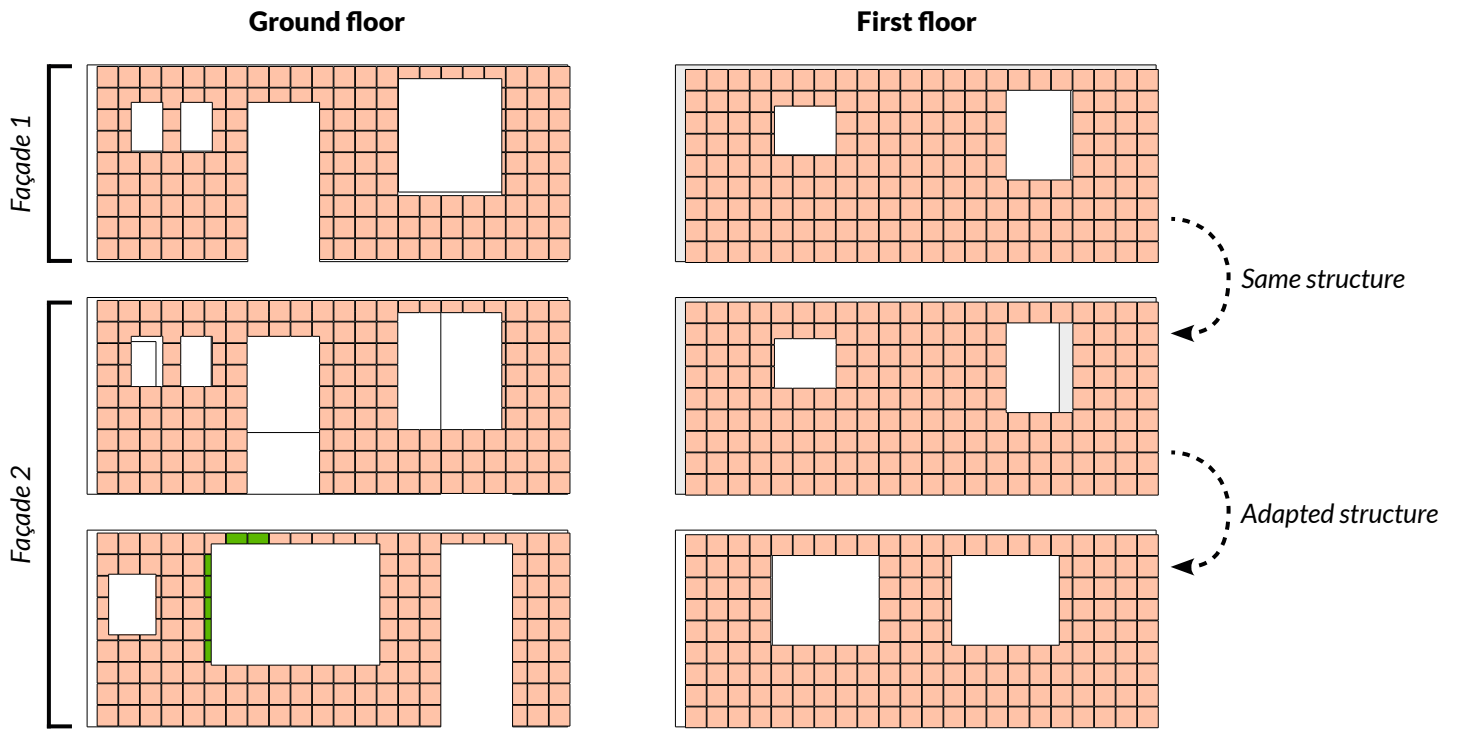 Ground floor
First floor
Façade 1
Same structure
Façade 2
Adapted structure